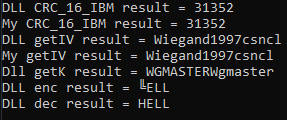 DLL CRC_16_IBM result = 31352
My CRC_16_IBM result = 31352
DLL getIV result = Wiegand1997csncl
My getIV result = Wiegand1997csncl
Dll getK result = WGMASTERWgmaster
DLL enc result = ╚ELL
DLL dec result = HELL